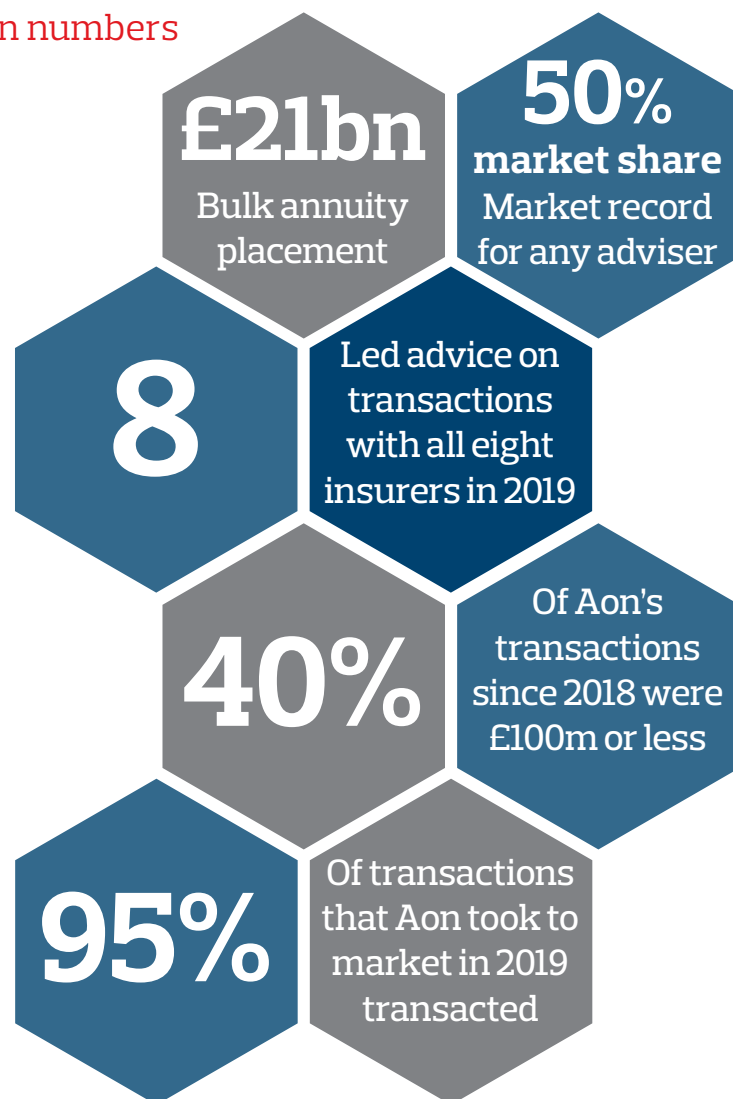 n numbers
£21bn
Bulk annuity
placement
50%
market share
Market record
for any adviser
8
Led advice on
transactions
with all eight
insurers in 2019
40%
Of Aon's
transactions
since 2018 were
£100m or less
95%
Of transactions
that Aon took to
market in 2019
transacted